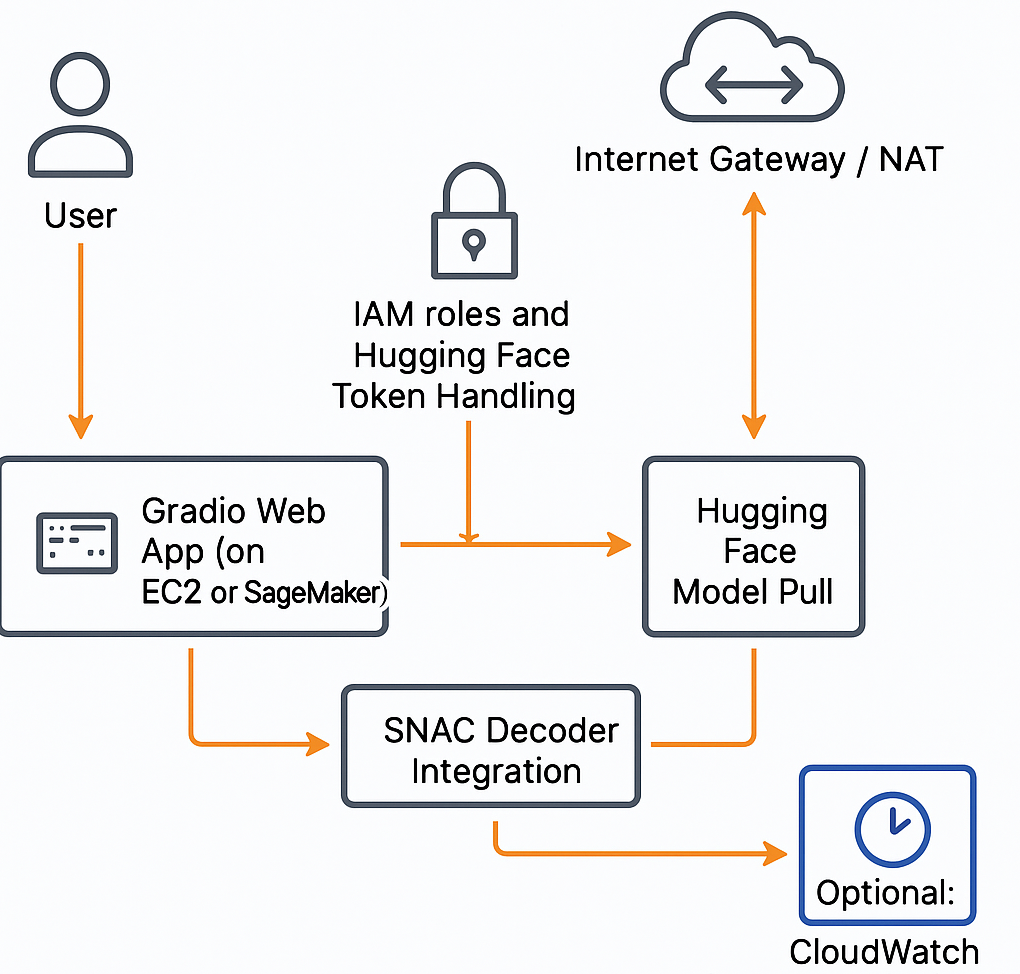 User
Internet Gateway / NAT
IAM roles and
Hugging Face
Token Handling
Gradio Web
App (on
EC2 or SageMaker)
Hugging
Face
Model Pull
SNAC Decoder
Integration
Optional:
CloudWatch